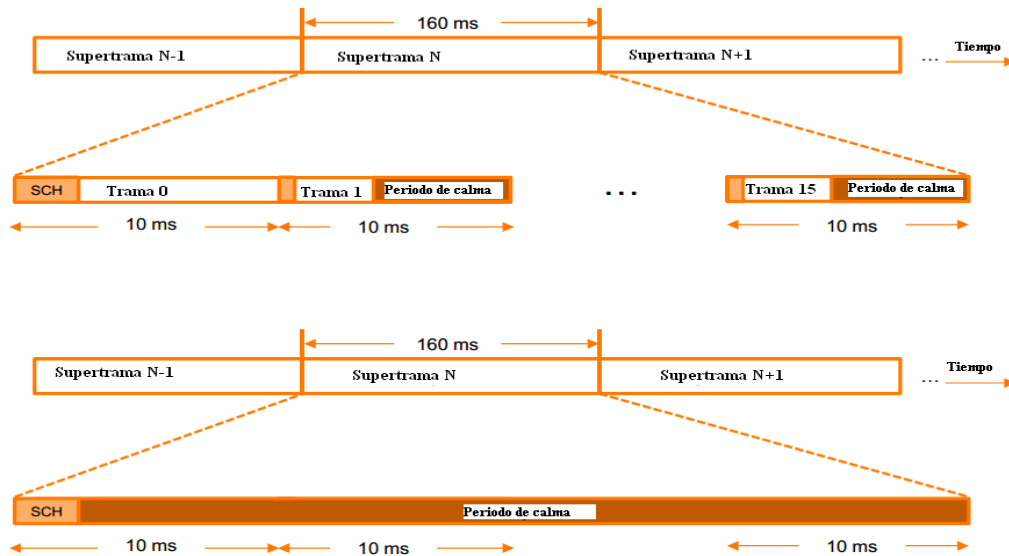 160 ms
Supertrama N-1 Supertrama N Supertrama N+1 ... Tiempo
SCH Trama 0 Trama 1 Periodo de calma ... Trama 15 Periodo de calma
10 ms 10 ms 10 ms
160 ms
Supertrama N-1 Supertrama N Supertrama N+1 ... Tiempo
SCH Periodo de calma
10 ms 10 ms 10 ms